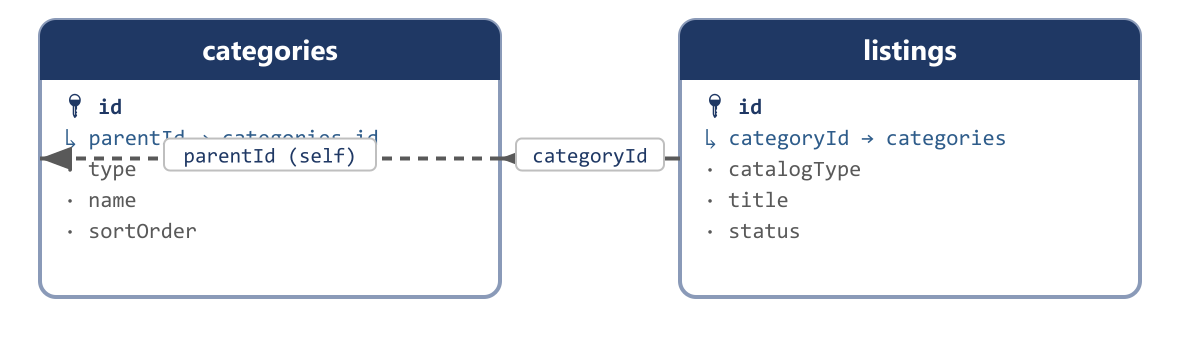 categories
id
↳ parentId → categories.id
parentId (self)
· type
· name
· sortOrder
categoryId
listings
id
↳ categoryId → categories
· catalogType
· title
· status